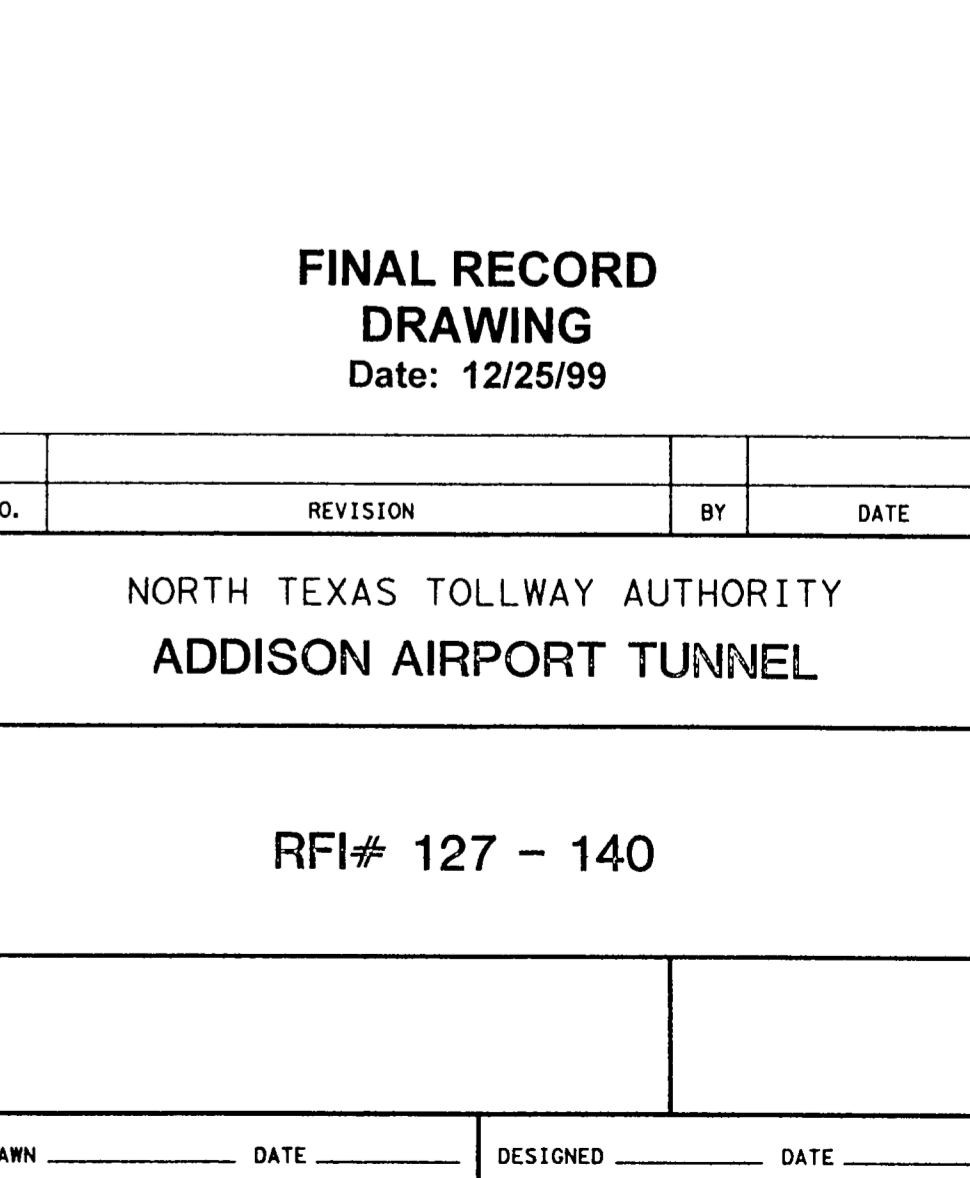 FINAL RECORD
DRAWING
Date: 12/25/99
O. REVISION BY DATE
NORTH TEXAS TOLLWAY AUTHORITY
ADDISON AIRPORT TUNNEL
RFI# 127 - 140
AWN DATE DESIGNED DATE